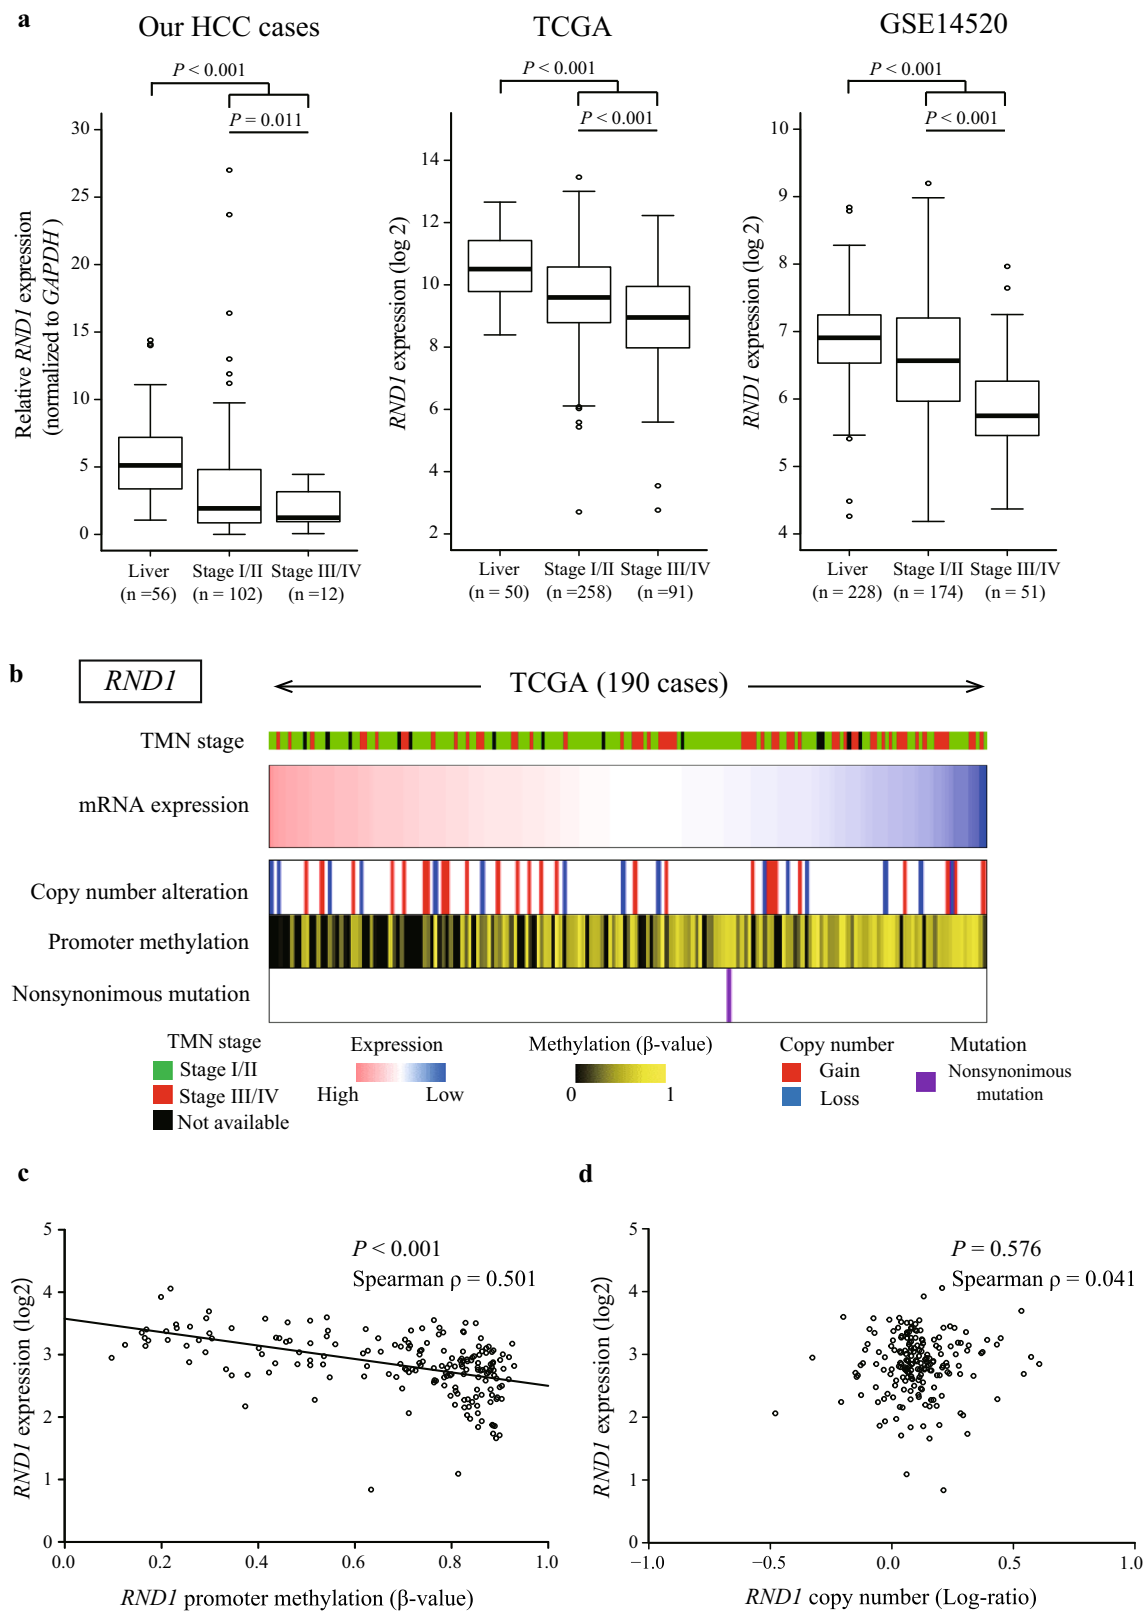 a
Our HCC cases
TCGA
GSE14520
P < 0.001
P = 0.011
P < 0.001
P < 0.001
P < 0.001
P < 0.001
Relative RND1 expression
(normalized to GAPDH )
30
25
20
15
10
5
0
Liver
(n =56)
Stage I/II
(n = 102)
Stage III/IV
(n =12)
RND1 expression (log 2)
14
12
10
8
6
4
2
Liver
(n = 50)
Stage I/II
(n =258)
Stage III/IV
(n =91)
RND1 expression (log 2)
10
9
8
7
6
5
4
Liver
(n = 228)
Stage I/II
(n = 174)
Stage III/IV
(n = 51)
b
RND1
TCGA (190 cases)
TMN stage
mRNA expression
Copy number alteration
Promoter methylation
Nonsynonimous mutation
TMN stage
Stage I/II
Stage III/IV
Not available
Expression
High
Low
Methylation (β-value)
0
1
Copy number
Gain
Loss
Mutation
Nonsynonimous
mutation
c
P < 0.001
Spearman ρ = 0.501
RND1 expression (log2)
5
4
3
2
1
0
0.0
0.2
0.4
0.6
0.8
1.0
RND1 promoter methylation (β-value)
d
P = 0.576
Spearman ρ = 0.041
RND1 expression (log2)
5
4
3
2
1
0
−1.0
−0.5
0.0
0.5
1.0
RND1 copy number (Log-ratio)